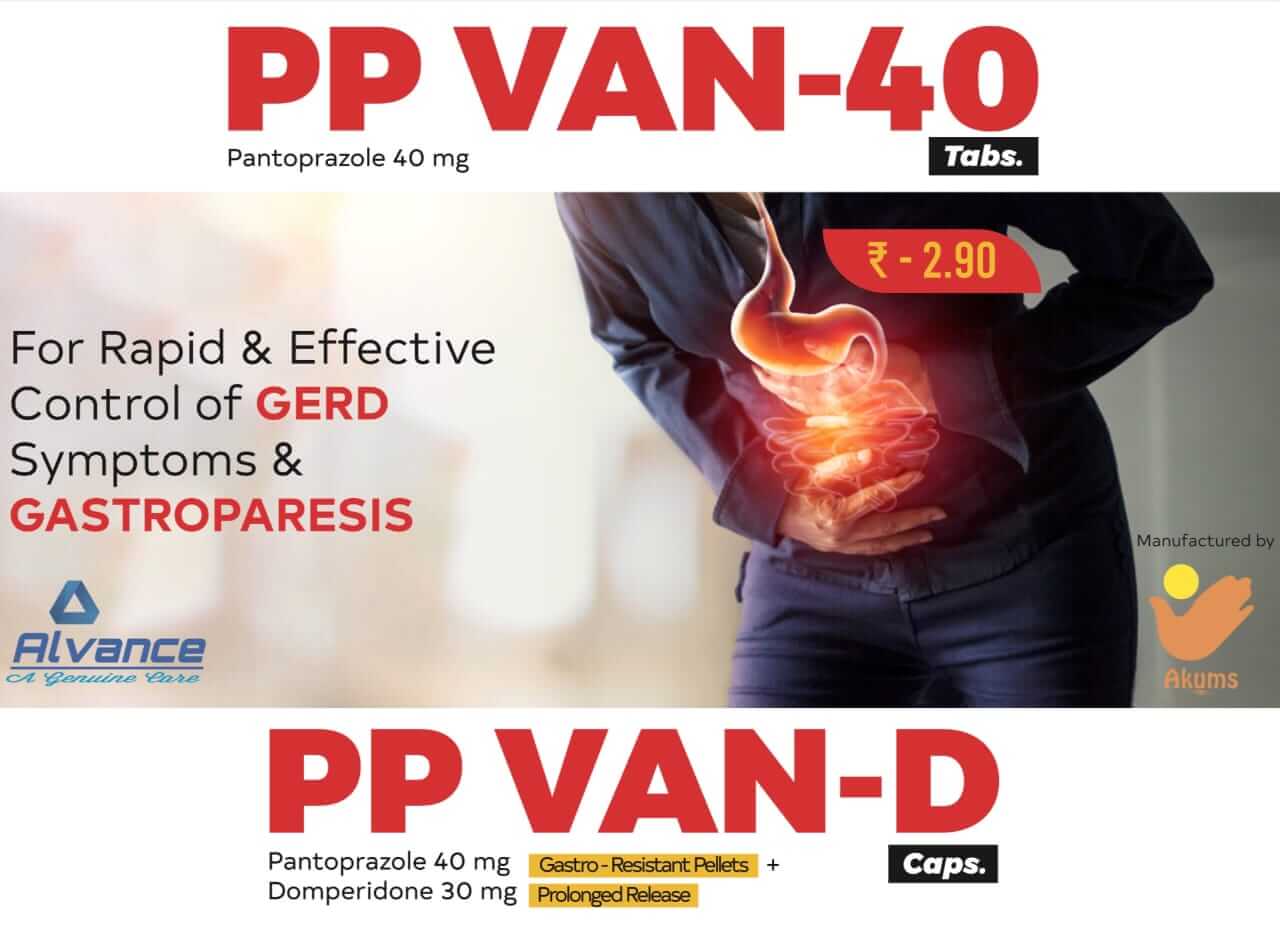 PP VAN-40
Pantoprazole 40 mg
Tabs.
₹ - 2.90
For Rapid & Effective
Control of GERD
Symptoms &
GASTROPARESIS
Manufactured by
Alvance
A Genuine Care
Akums
PP VAN-D
Pantoprazole 40 mg Gastro - Resistant Pellets +
Caps.
Domperidone 30 mg Prolonged Release